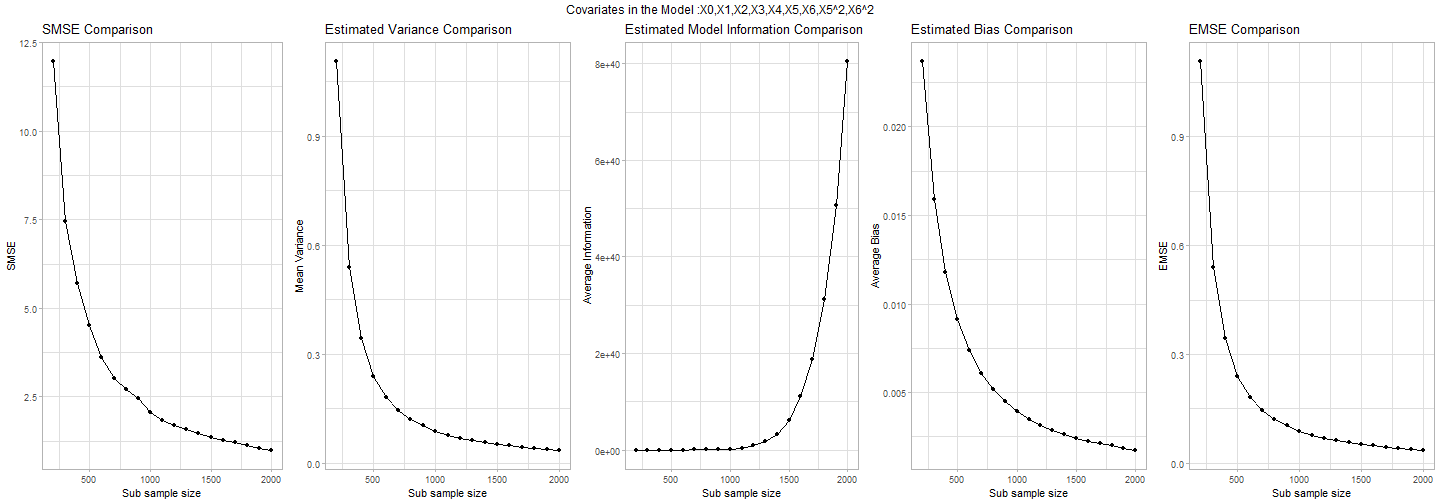 Covariates in the Model :X0,X1,X2,X3,X4,X5,X6,X5^2,X6^2
SMSE Comparison
SMSE
12.5
10.0
7.5
5.0
2.5
500
1000
1500
2000
Sub sample size
Estimated Variance Comparison
Mean Variance
0.9
0.6
0.3
0.0
500
1000
1500
2000
Sub sample size
Estimated Model Information Comparison
Average Information
8e+40
6e+40
4e+40
2e+40
0e+00
500
1000
1500
2000
Sub sample size
Estimated Bias Comparison
Average Bias
0.020
0.015
0.010
0.005
500
1000
1500
2000
Sub sample size
EMSE Comparison
EMSE
0.9
0.6
0.3
0.0
500
1000
1500
2000
Sub sample size